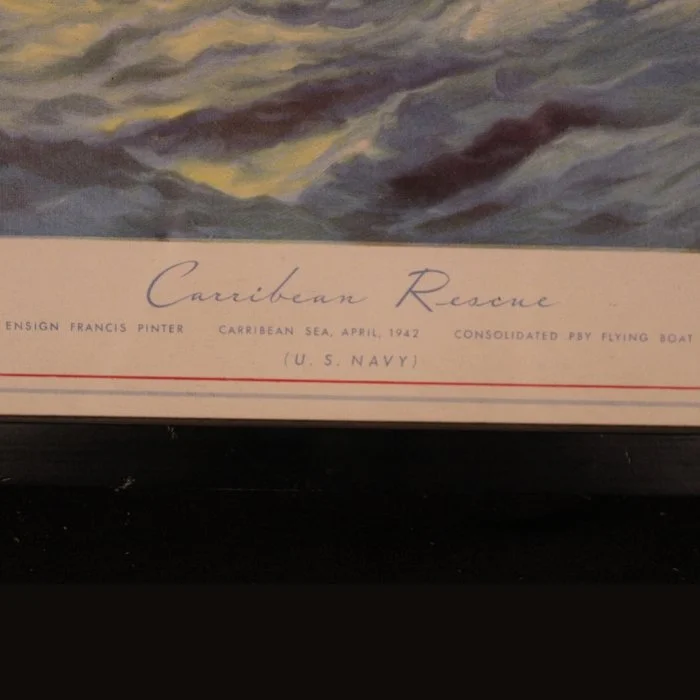 Carribean Rescue
ENSIGN FRANCIS PINTER CARRIBEAN SEA, APRIL, 1942 CONSOLIDATED PBY FLYING BOAT
(U. S. NAVY)